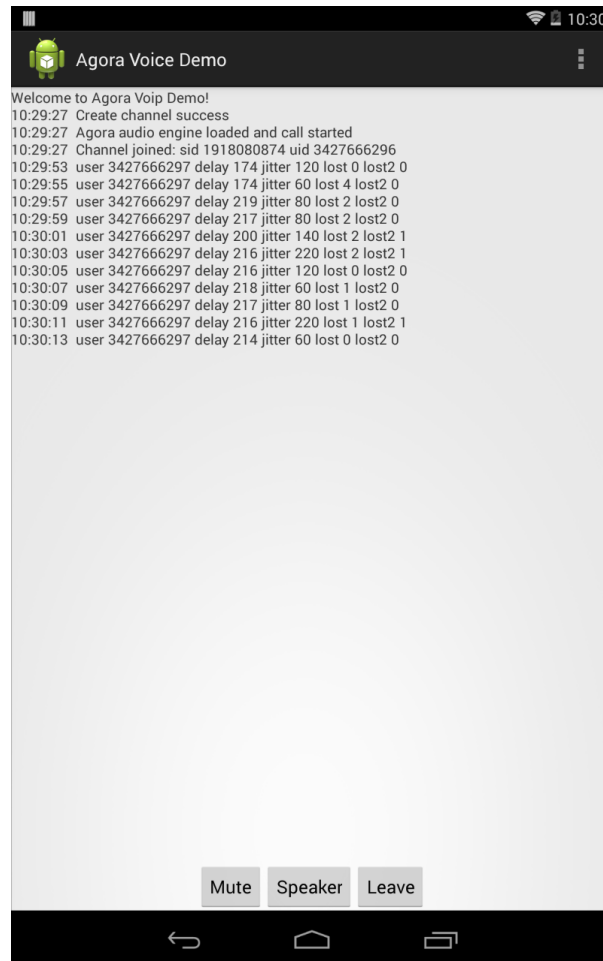 10:30
Agora Voice Demo
Welcome to Agora Voip Demo!
10:29:27 Create channel success
10:29:27 Agora audio engine loaded and call started
10:29:27 Channel joined: sid 1918080874 uid 3427666296
10:29:53 user 3427666297 delay 174 jitter 120 lost 0 lost2 0
10:29:55 user 3427666297 delay 174 jitter 60 lost 4 lost2 0
10:29:57 user 3427666297 delay 219 jitter 80 lost 2 lost2 0
10:29:59 user 3427666297 delay 217 jitter 80 lost 2 lost2 0
10:30:01 user 3427666297 delay 200 jitter 140 lost 2 lost2 1
10:30:03 user 3427666297 delay 216 jitter 220 lost 2 lost2 1
10:30:05 user 3427666297 delay 216 jitter 120 lost 0 lost2 0
10:30:07 user 3427666297 delay 218 jitter 60 lost 1 lost2 0
10:30:09 user 3427666297 delay 217 jitter 80 lost 1 lost2 0
10:30:11 user 3427666297 delay 216 jitter 220 lost 1 lost2 1
10:30:13 user 3427666297 delay 214 jitter 60 lost 0 lost2 0
Mute Speaker Leave